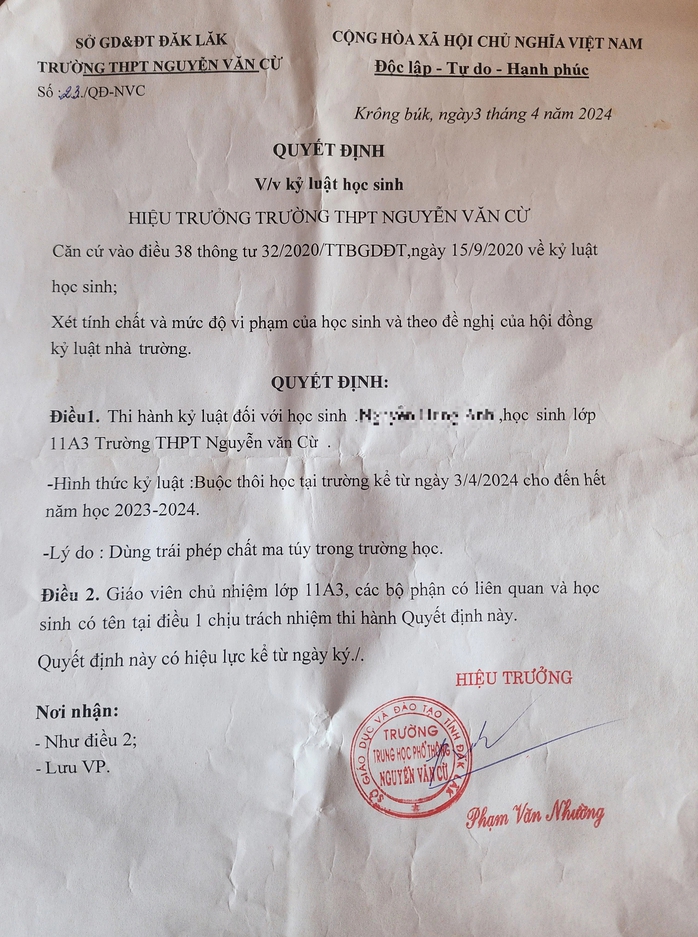 SỞ GD&ĐT ĐĂK LĂK
TRƯỜNG THPT NGUYỄN VĂN CỪ
Số :23./QĐ-NVC
CỘNG HÒA XÃ HỘI CHỦ NGHĨA VIỆT NAM
Độc lập - Tự do - Hạnh phúc
Krông búk, ngày3 tháng 4 năm 2024
QUYẾT ĐỊNH
V/v kỷ luật học sinh
HIỆU TRƯỞNG TRƯỜNG THPT NGUYỄN VĂN CỪ
Căn cứ vào điều 38 thông tư 32/2020/TTBGDĐT,ngày 15/9/2020 về kỷ luật
học sinh;
Xét tính chất và mức độ vi phạm của học sinh và theo đề nghị của hội đồng
kỷ luật nhà trường.
QUYẾT ĐỊNH:
Điều1. Thi hành kỷ luật đối với học sinh ,học sinh lớp
11A3 Trường THPT Nguyễn văn Cừ .
-Hình thức kỷ luật :Buộc thôi học tại trường kể từ ngày 3/4/2024 cho đến hết
năm học 2023-2024.
-Lý do : Dùng trái phép chất ma túy trong trường học.
Điều 2. Giáo viên chủ nhiệm lớp 11A3, các bộ phận có liên quan và học
sinh có tên tại điều 1 chịu trách nhiệm thi hành Quyết định này.
Quyết định này có hiệu lực kể từ ngày ký./.
HIỆU TRƯỞNG
Nơi nhận:
- Như điều 2;
- Lưu VP.
SỞ GIÁO DỤC VÀ ĐÀO TẠO TỈNH ĐĂK LĂK
TRƯỜNG
TRUNG HỌC PHỔ THÔNG
NGUYỄN VĂN CỪ
Phạm Văn Nhường